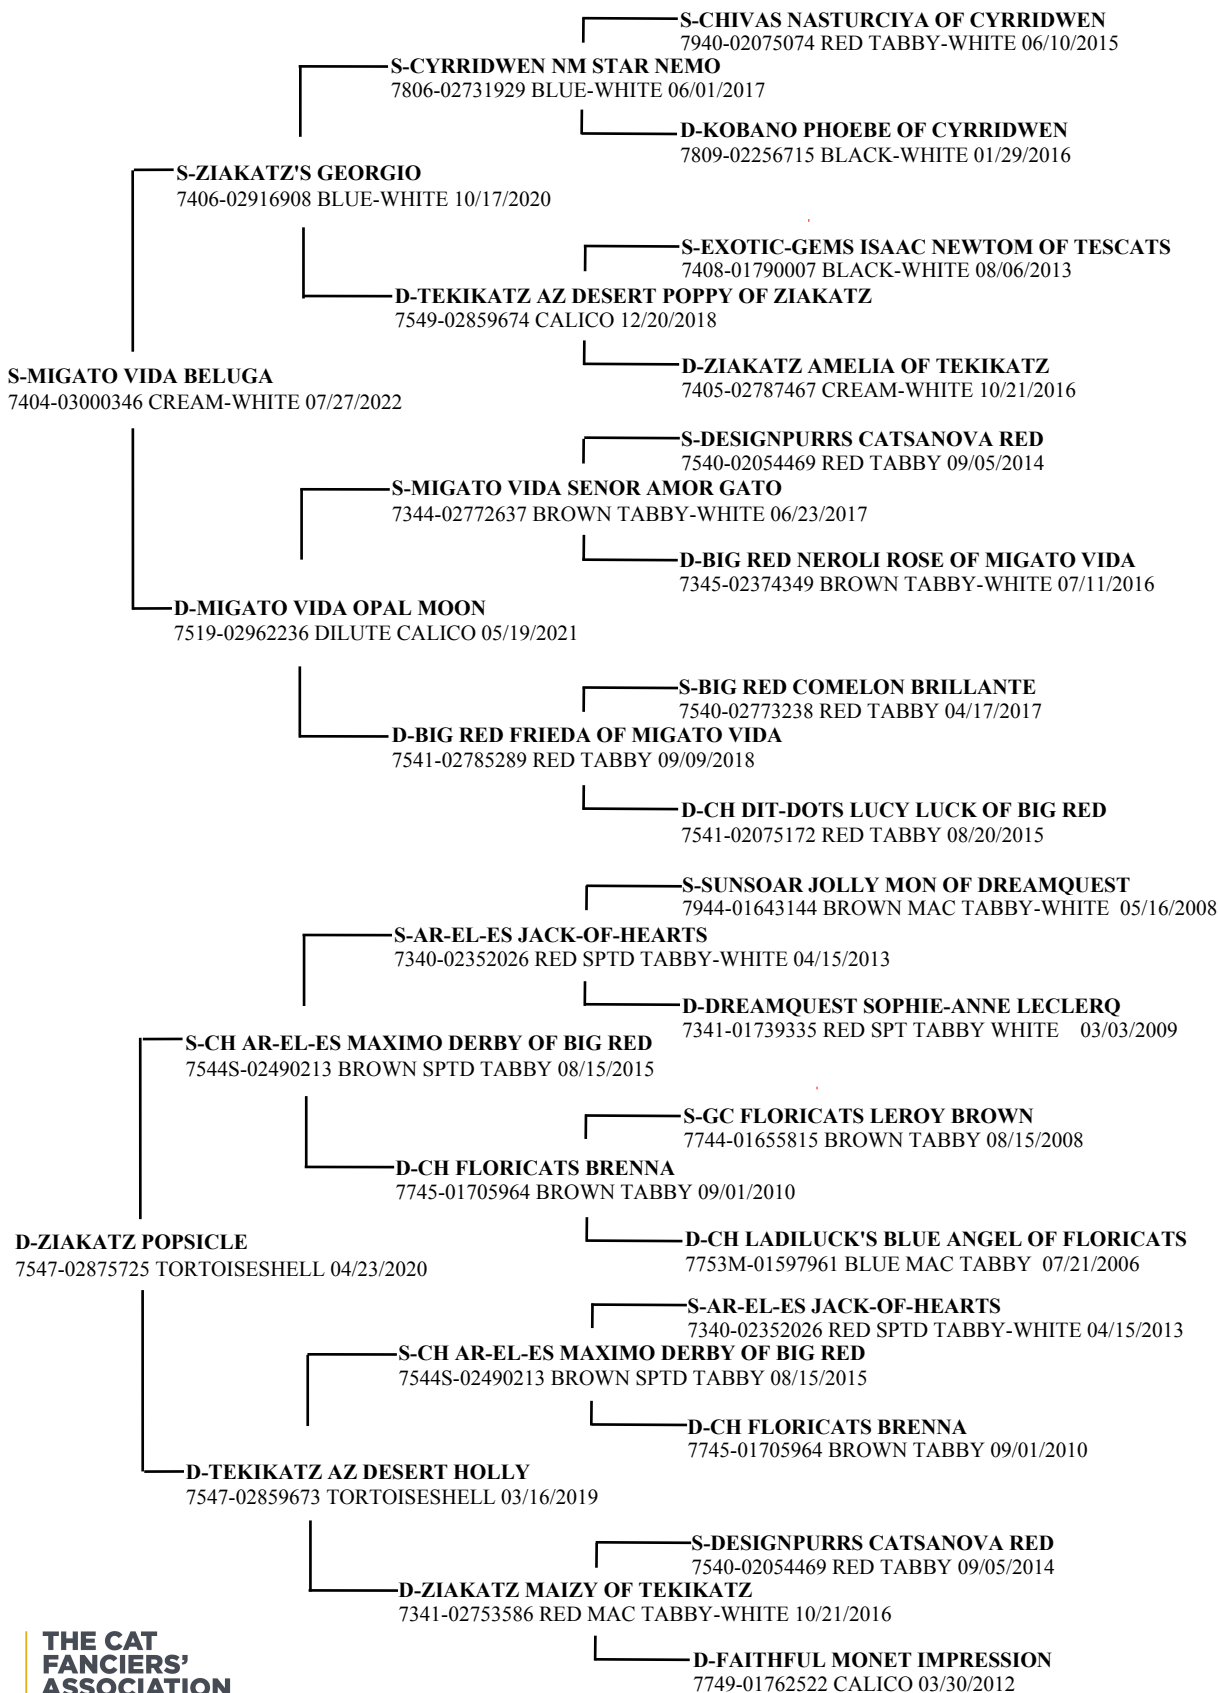 S-CHIVAS NASTURCIYA OF CYRRIDWEN
7940-02075074 RED TABBY-WHITE 06/10/2015
S-CYRRIDWEN NM STAR NEMO
7806-02731929 BLUE-WHITE 06/01/2017
D-KOBANO PHOEBE OF CYRRIDWEN
7809-02256715 BLACK-WHITE 01/29/2016
S-ZIAKATZ'S GEORGIO
7406-02916908 BLUE-WHITE 10/17/2020
S-EXOTIC-GEMS ISAAC NEWTOM OF TESCATS
7408-01790007 BLACK-WHITE 08/06/2013
D-TEKIKATZ AZ DESERT POPPY OF ZIAKATZ
7549-02859674 CALICO 12/20/2018
D-ZIAKATZ AMELIA OF TEKIKATZ
7405-02787467 CREAM-WHITE 10/21/2016
S-MIGATO VIDA BELUGA
7404-03000346 CREAM-WHITE 07/27/2022
S-DESIGNPURRS CATSANOVA RED
7540-02054469 RED TABBY 09/05/2014
S-MIGATO VIDA SENOR AMOR GATO
7344-02772637 BROWN TABBY-WHITE 06/23/2017
D-BIG RED NEROLI ROSE OF MIGATO VIDA
7345-02374349 BROWN TABBY-WHITE 07/11/2016
D-MIGATO VIDA OPAL MOON
7519-02962236 DILUTE CALICO 05/19/2021
S-BIG RED COMELON BRILLANTE
7540-02773238 RED TABBY 04/17/2017
D-BIG RED FRIEDA OF MIGATO VIDA
7541-02785289 RED TABBY 09/09/2018
D-CH DIT-DOTS LUCY LUCK OF BIG RED
7541-02075172 RED TABBY 08/20/2015
S-SUNSOAR JOLLY MON OF DREAMQUEST
7944-01643144 BROWN MAC TABBY-WHITE 05/16/2008
S-AR-EL-ES JACK-OF-HEARTS
7340-02352026 RED SPTD TABBY-WHITE 04/15/2013
D-DREAMQUEST SOPHIE-ANNE LECLERQ
7341-01739335 RED SPT TABBY WHITE 03/03/2009
S-CH AR-EL-ES MAXIMO DERBY OF BIG RED
7544S-02490213 BROWN SPTD TABBY 08/15/2015
S-GC FLORICATS LEROY BROWN
7744-01655815 BROWN TABBY 08/15/2008
D-CH FLORICATS BRENNA
7745-01705964 BROWN TABBY 09/01/2010
D-CH LADILUCK'S BLUE ANGEL OF FLORICATS
7753M-01597961 BLUE MAC TABBY 07/21/2006
D-ZIAKATZ POPSICLE
7547-02875725 TORTOISESHELL 04/23/2020
S-AR-EL-ES JACK-OF-HEARTS
7340-02352026 RED SPTD TABBY-WHITE 04/15/2013
S-CH AR-EL-ES MAXIMO DERBY OF BIG RED
7544S-02490213 BROWN SPTD TABBY 08/15/2015
D-CH FLORICATS BRENNA
7745-01705964 BROWN TABBY 09/01/2010
D-TEKIKATZ AZ DESERT HOLLY
7547-02859673 TORTOISESHELL 03/16/2019
S-DESIGNPURRS CATSANOVA RED
7540-02054469 RED TABBY 09/05/2014
D-ZIAKATZ MAIZY OF TEKIKATZ
7341-02753586 RED MAC TABBY-WHITE 10/21/2016
D-FAITHFUL MONET IMPRESSION
7749-01762522 CALICO 03/30/2012
THE CAT
FANCIERS'
ASSOCIATION